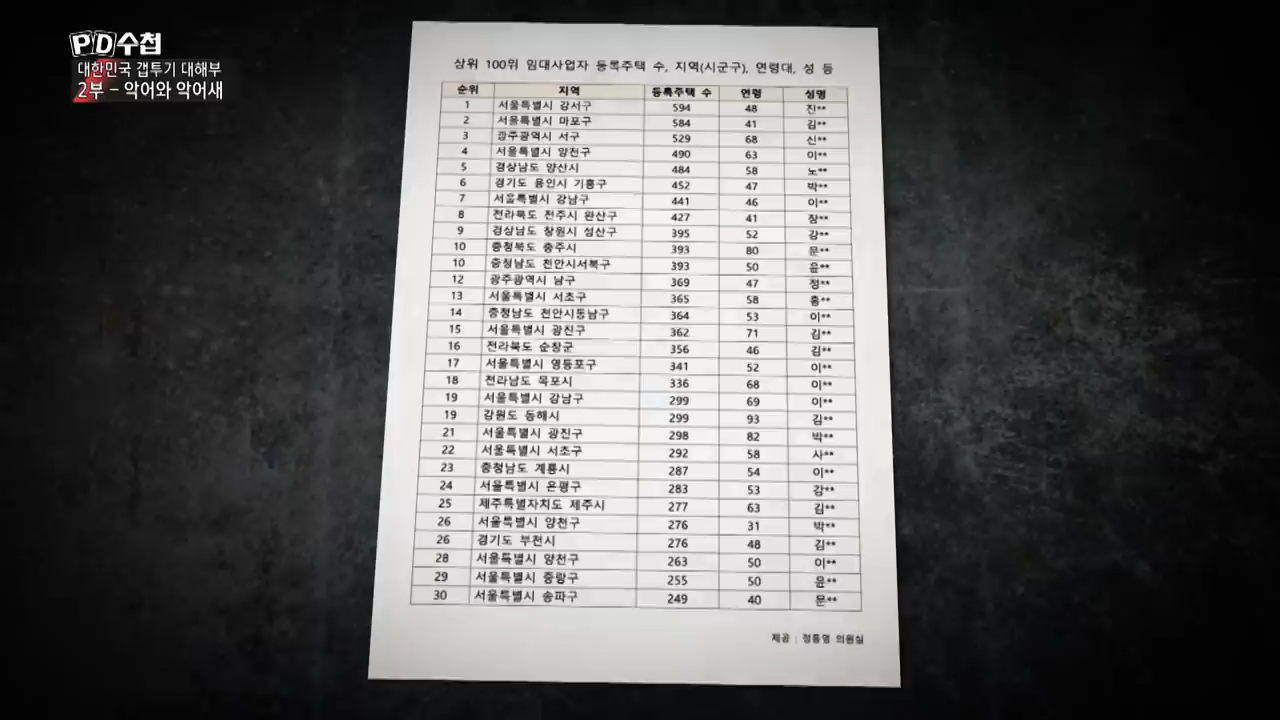 PD수첩
대한민국 갭투기 대해부
2부 - 악어와 악어새
상위 100위 임대사업자 등록주택 수, 지역(시군구), 연령대, 성 등
순위 지역 등록주택 수 연령 성명
1 서울특별시 강서구 594 48 진**
2 서울특별시 마포구 584 41 김**
3 광주광역시 서구 529 68 신**
4 서울특별시 양천구 490 63 이**
5 경상남도 양산시 484 58 노**
6 경기도 용인시 기흥구 452 47 박**
7 서울특별시 강남구 441 46 이**
8 전라북도 전주시 완산구 427 41 장**
9 경상남도 창원시 성산구 395 52 강**
10 충청북도 충주시 393 80 문**
10 충청남도 천안시서북구 393 50 윤**
12 광주광역시 남구 369 47 정**
13 서울특별시 서초구 365 58 홍**
14 충청남도 천안시동남구 364 53 이**
15 서울특별시 광진구 362 71 김**
16 전라북도 순창군 356 46 김**
17 서울특별시 영등포구 341 52 이**
18 전라남도 목포시 336 68 이**
19 서울특별시 강남구 299 69 이**
19 강원도 동해시 299 93 김**
21 서울특별시 광진구 298 82 박**
22 서울특별시 서초구 292 58 사**
23 충청남도 계룡시 287 54 이**
24 서울특별시 은평구 283 53 강**
25 제주특별자치도 제주시 277 63 김**
26 서울특별시 양천구 276 31 박**
26 경기도 부천시 276 48 김**
28 서울특별시 양천구 263 50 이**
29 서울특별시 중랑구 255 50 윤**
30 서울특별시 송파구 249 40 문**
제공 : 정동영 의원실